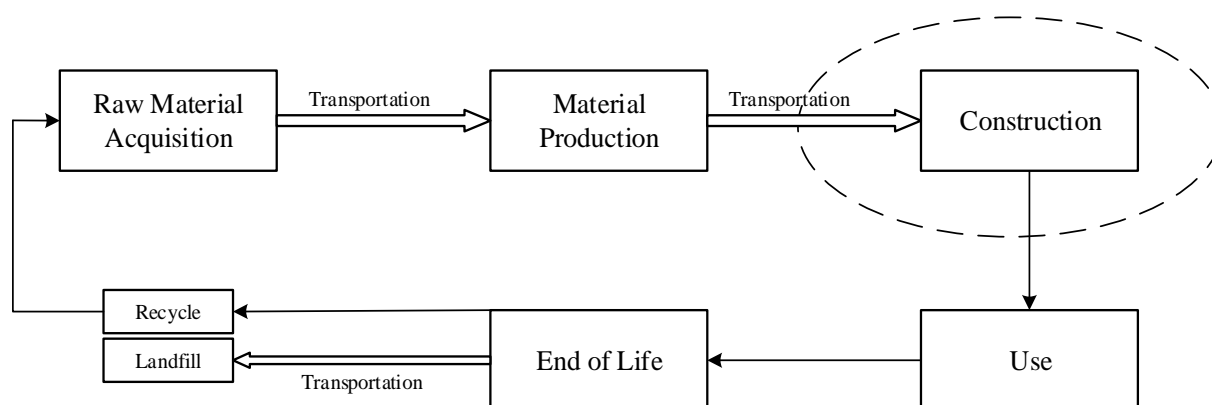 Raw Material
Acquisition
Transportation
Material
Production
Transportation
Construction
Recycle
Landfill
Transportation
End of Life
Use